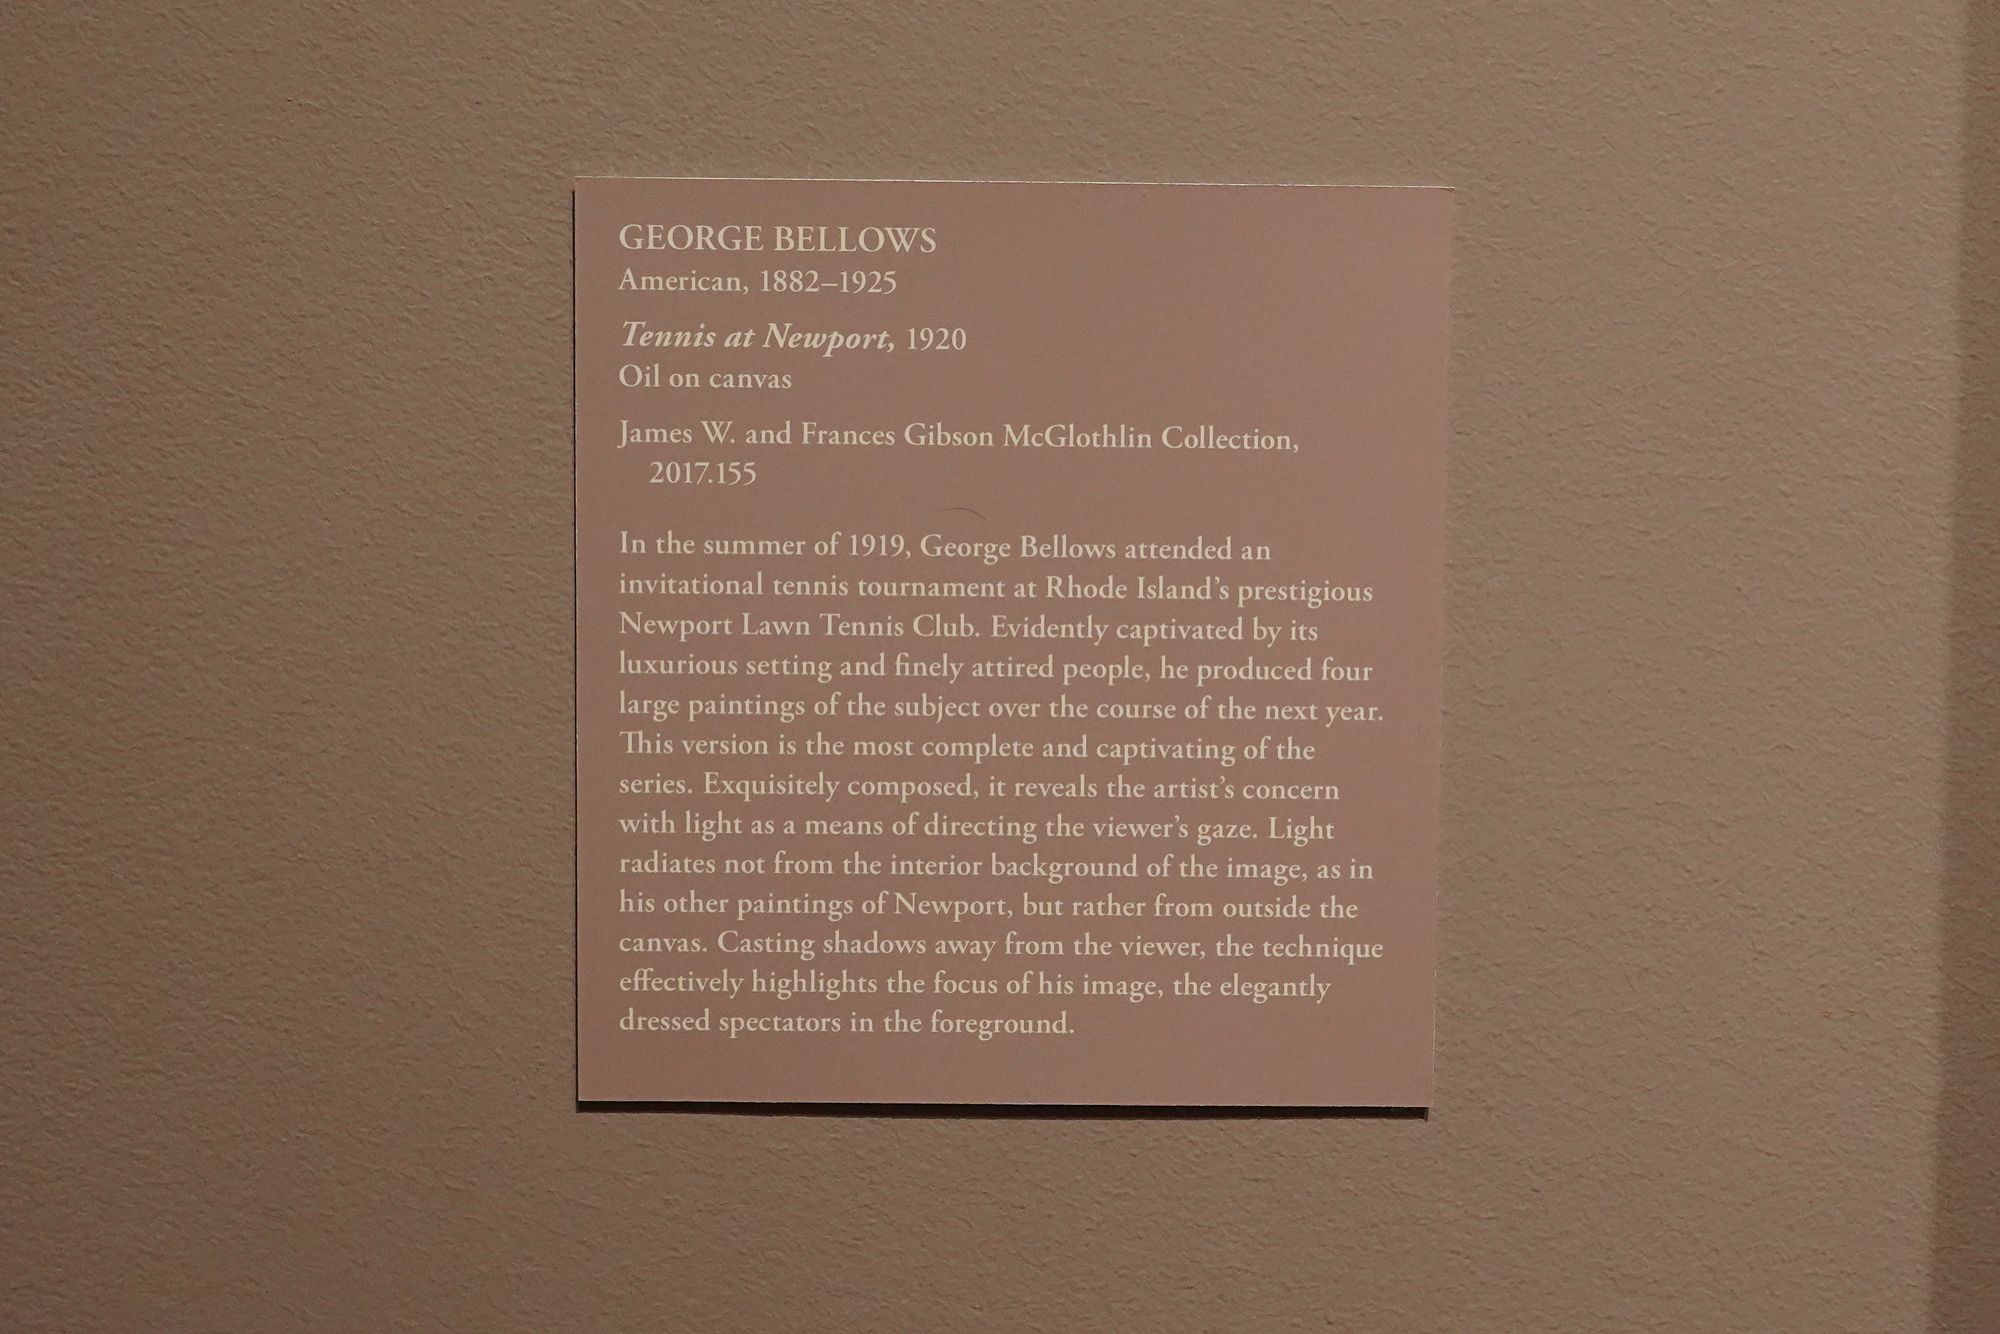 GEORGE BELLOWS
American, 1882–1925
Tennis at Newport, 1920
Oil on canvas
James W. and Frances Gibson McGlothlin Collection,
2017.155
In the summer of 1919, George Bellows attended an
invitational tennis tournament at Rhode Island’s prestigious
Newport Lawn Tennis Club. Evidently captivated by its
luxurious setting and finely attired people, he produced four
large paintings of the subject over the course of the next year.
This version is the most complete and captivating of the
series. Exquisitely composed, it reveals the artist’s concern
with light as a means of directing the viewer’s gaze. Light
radiates not from the interior background of the image, as in
his other paintings of Newport, but rather from outside the
canvas. Casting shadows away from the viewer, the technique
effectively highlights the focus of his image, the elegantly
dressed spectators in the foreground.